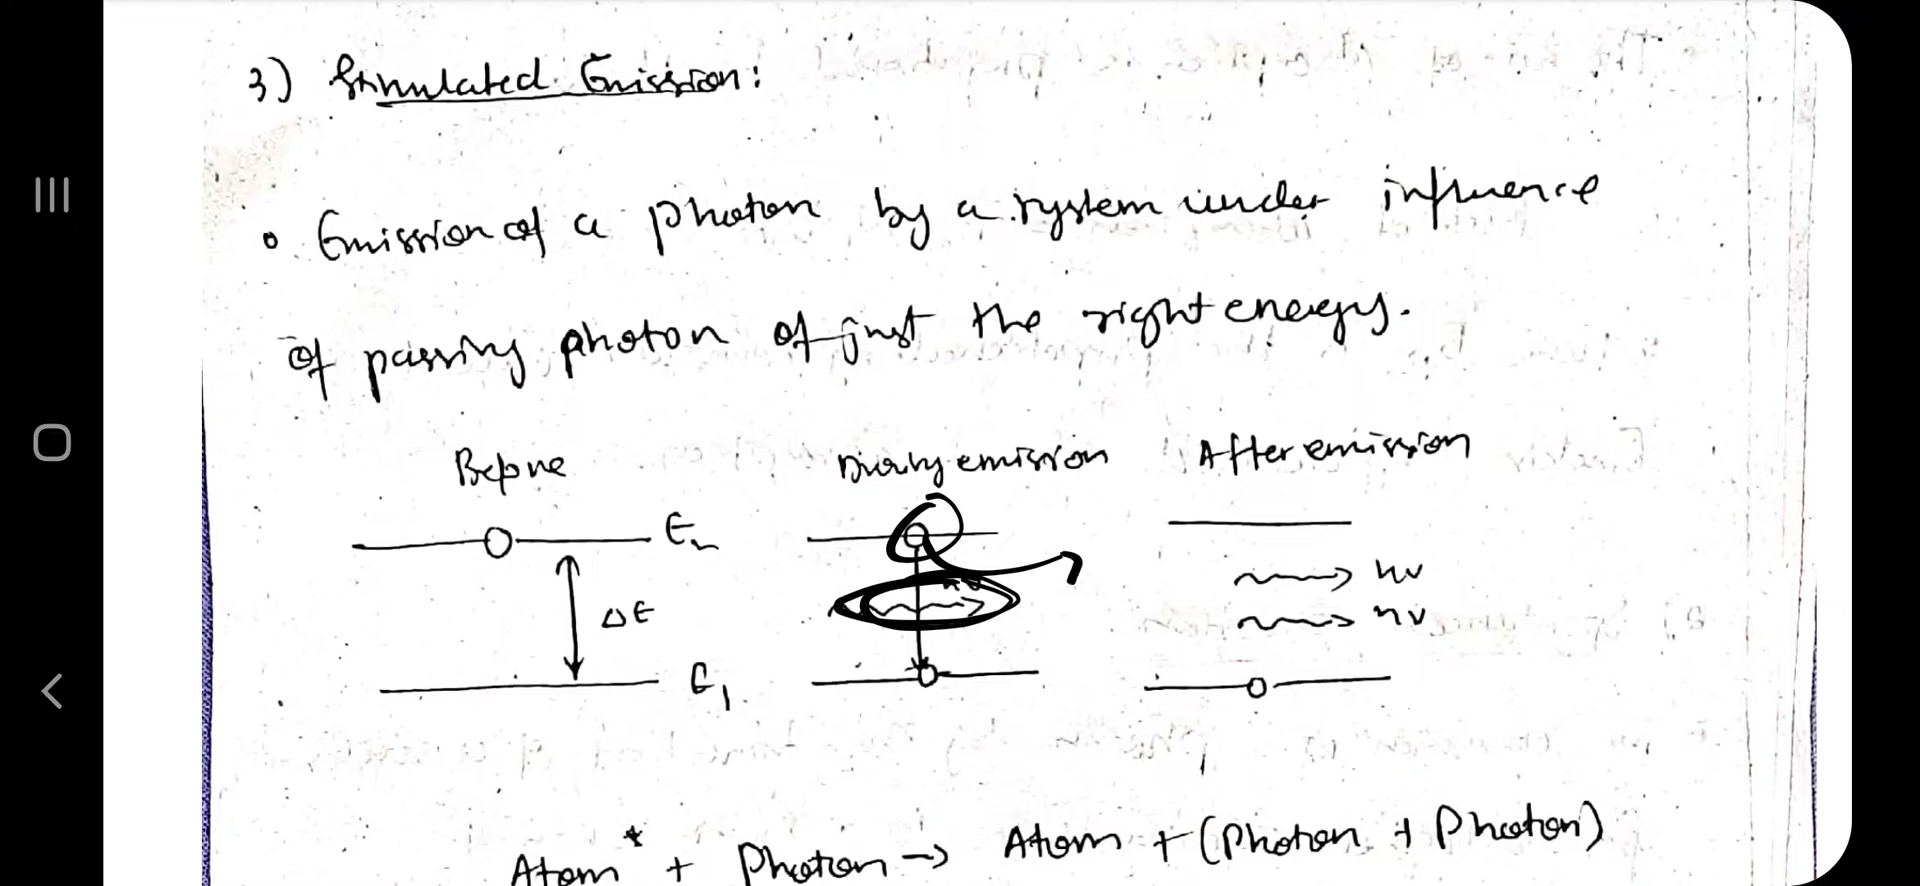 3) Stimulated Emission:
• Emission of a photon by a system under influence
of passing photon of just the right energy.
Before During emission After emission
E₂
hν
hν
ΔE
hν
E₁
Atom* + Photon → Atom + (Photon + Photon)